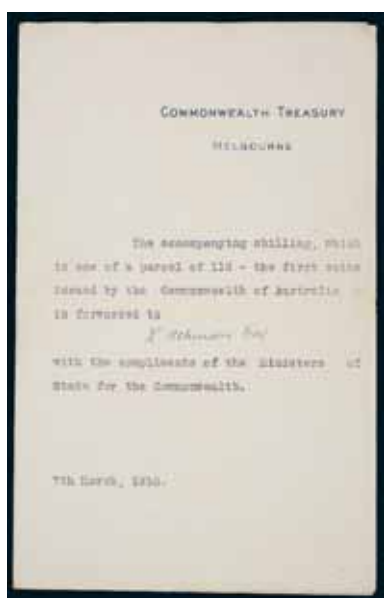 COMMONWEALTH TREASURY
MELBOURNE
The accompanying shilling, which
is one of a parcel of 112 - the first coins
issued by the Commonwealth of Australia -
is forwarded to
Esq
with the compliments of the Ministers of
State for the Commonwealth.
7th March, 1910.